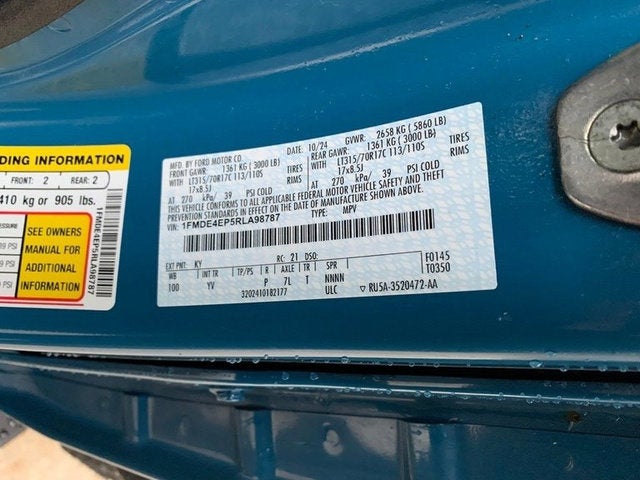 DING INFORMATION
FRONT: 2 REAR: 2
410 kg or 905 lbs.
SEE OWNERS
MANUAL FOR
ADDITIONAL
INFORMATION
PSI
PSI
PSI
1FMDE4EP5RLA98787
MFD. BY FORD MOTOR CO.
DATE: 10/24 GVWR: 2658 KG ( 5860 LB)
FRONT GAWR: 1361 KG ( 3000 LB) REAR GAWR: 1361 KG ( 3000 LB)
WITH LT315/70R17C 113/110S TIRES WITH LT315/70R17C 113/110S TIRES
17x8.5J RIMS 17x8.5J RIMS
AT 270 kPa/ 39 PSI COLD AT 270 kPa/ 39 PSI COLD
THIS VEHICLE CONFORMS TO ALL APPLICABLE FEDERAL MOTOR VEHICLE SAFETY AND THEFT
PREVENTION STANDARDS IN EFFECT ON THE DATE OF MANUFACTURE SHOWN ABOVE.
VIN: 1FMDE4EP5RLA98787 TYPE: MPV
EXT PNT: KY RC: 21 DSO: F0145
WB INT TR TP/PS R AXLE TR SPR T0350
100 YV P 7L T NNNN
3202410182177 ULC RU5A-3520472-AA